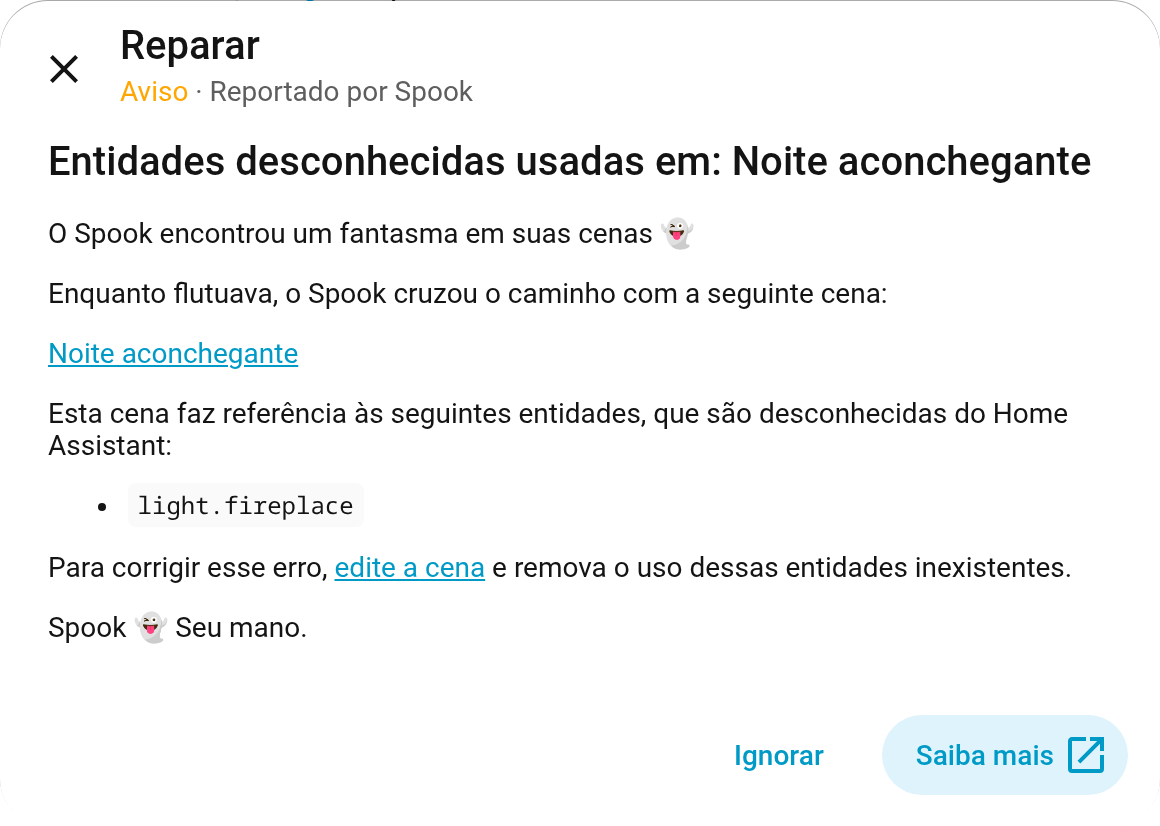 Reparar
Aviso · Reportado por Spook
Entidades desconhecidas usadas em: Noite aconchegante
O Spook encontrou um fantasma em suas cenas 👻
Enquanto flutuava, o Spook cruzou o caminho com a seguinte cena:
Noite aconchegante
Esta cena faz referência às seguintes entidades, que são desconhecidas do Home
Assistant:
• light.fireplace
Para corrigir esse erro, edite a cena e remova o uso dessas entidades inexistentes.
Spook 👻 Seu mano.
Ignorar
Saiba mais